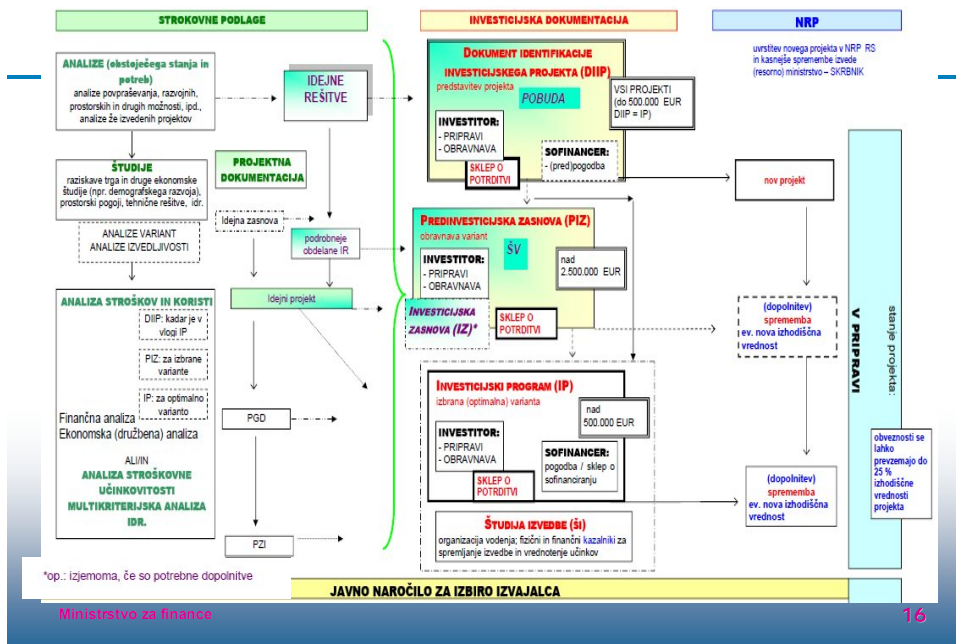 STROKOVNE PODLAGE
INVESTICIJSKA DOKUMENTACIJA
NRP
ANALIZE (obstoječega stanja in
potreb)
analize povpraševanja, razvojnih,
prostorskih in drugih možnosti, ipd.,
analize že izvedenih projektov
IDEJNE
REŠITVE
ŠTUDIJE
raziskave trga in druge ekonomske
študije (npr. demografskega razvoja),
prostorski pogoji, tehnične rešitve, idr.
ANALIZE VARIANT
ANALIZE IZVEDLJIVOSTI
PROJEKTNA
DOKUMENTACIJA
Idejna zasnova
podrobneje
obdelane IR
Idejni projekt
ANALIZA STROŠKOV IN KORISTI
DIIP: kadar je v
vlogi IP
PIZ: za izbrane
variante
IP: za optimalno
varianto
Finančna analiza
Ekonomska (družbena) analiza
ALI/IN
ANALIZA STROŠKOVNE
UČINKOVITOSTI
MULTIKRITERIJSKA ANALIZA
IDR.
PGD
PZI
DOKUMENT IDENTIFIKACIJE
INVESTICIJSKEGA PROJEKTA (DIIP)
predstavitev projekta
POBUDA
VSI PROJEKTI
(do 500.000 EUR
DIIP = IP)
INVESTITOR:
- PRIPRAVI
- OBRAVNAVA
SKLEP O
POTRDITVI
SOFINANCER:
- (pred)pogodba
PREDINVESTICIJSKA ZASNOVA (PIZ)
obravnava variant
ŠV
INVESTITOR:
- PRIPRAVI
- OBRAVNAVA
nad
2.500.000 EUR
INVESTICIJSKA
ZASNOVA (IZ)*
SKLEP O
POTRDITVI
INVESTICIJSKI PROGRAM (IP)
izbrana (optimalna) varianta
nad
500.000 EUR
INVESTITOR:
- PRIPRAVI
- OBRAVNAVA
SKLEP O
POTRDITVI
SOFINANCER:
pogodba / sklep o
sofinanciranju
ŠTUDIJA IZVEDBE (ŠI)
organizacija vodenja; fizični in finančni kazalniki za
spremljanje izvedbe in vrednotenje učinkov
uvrstitev novega projekta v NRP RS
in kasnejše spremembe izvede
(resorno) ministrstvo – SKRBNIK
nov projekt
(dopolnitev)
sprememba
ev. nova izhodiščna
vrednost
(dopolnitev)
sprememba
ev. nova izhodiščna
vrednost
stanje projekta:
V PRIPRAVI
obveznosti se
lahko
prevzemajo do
25 %
izhodiščne
vrednosti
projekta
*op.: izjemoma, če so potrebne dopolnitve
JAVNO NAROČILO ZA IZBIRO IZVAJALCA
Ministrstvo za finance
16